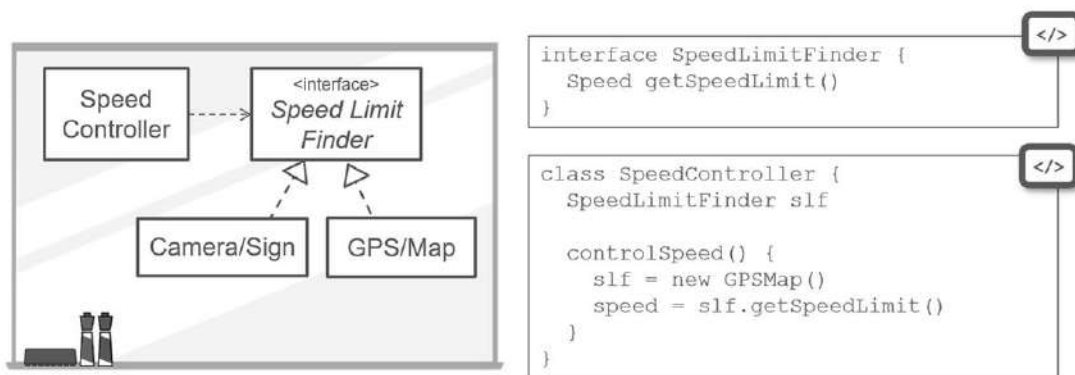 Speed
Controller
<interface>
Speed Limit
Finder
Camera/Sign
GPS/Map
</>
interface SpeedLimitFinder {
  Speed getSpeedLimit()
}
</>
class SpeedController {
  SpeedLimitFinder slf

  controlSpeed() {
    slf = new GPSMap()
    speed = slf.getSpeedLimit()
  }
}